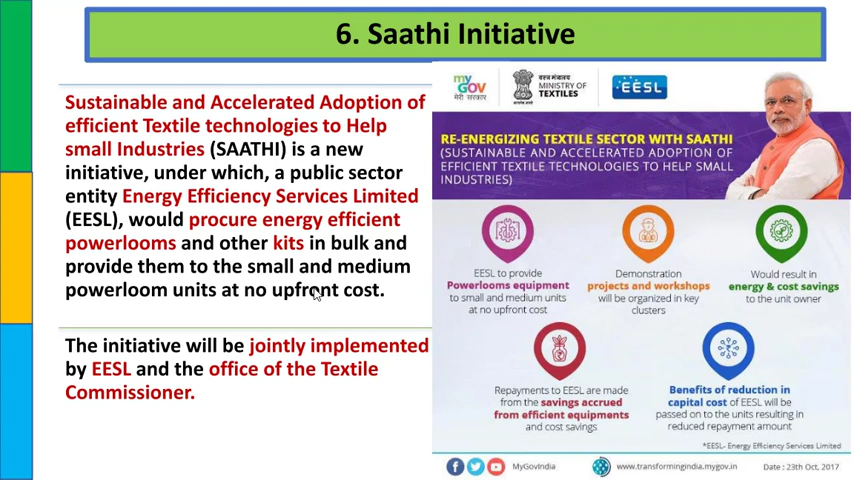 6. Saathi Initiative
Sustainable and Accelerated Adoption of
efficient Textile technologies to Help
small Industries (SAATHI) is a new
initiative, under which, a public sector
entity Energy Efficiency Services Limited
(EESL), would procure energy efficient
powerlooms and other kits in bulk and
provide them to the small and medium
powerloom units at no upfront cost.
The initiative will be jointly implemented
by EESL and the office of the Textile
Commissioner.
my
GOV
मेरी सरकार
वस्त्र मंत्रालय
MINISTRY OF
TEXTILES
EESL
RE-ENERGIZING TEXTILE SECTOR WITH SAATHI
(SUSTAINABLE AND ACCELERATED ADOPTION OF
EFFICIENT TEXTILE TECHNOLOGIES TO HELP SMALL
INDUSTRIES)
EESL to provide
Powerlooms equipment
to small and medium units
at no upfront cost
Demonstration
projects and workshops
will be organized in key
clusters
Would result in
energy & cost savings
to the unit owner
Repayments to EESL are made
from the savings accrued
from efficient equipments
and cost savings
Benefits of reduction in
capital cost of EESL will be
passed on to the units resulting in
reduced repayment amount
*EESL- Energy Efficiency Services Limited
MyGovIndia
www.transformingindia.mygov.in
Date : 23th Oct, 2017